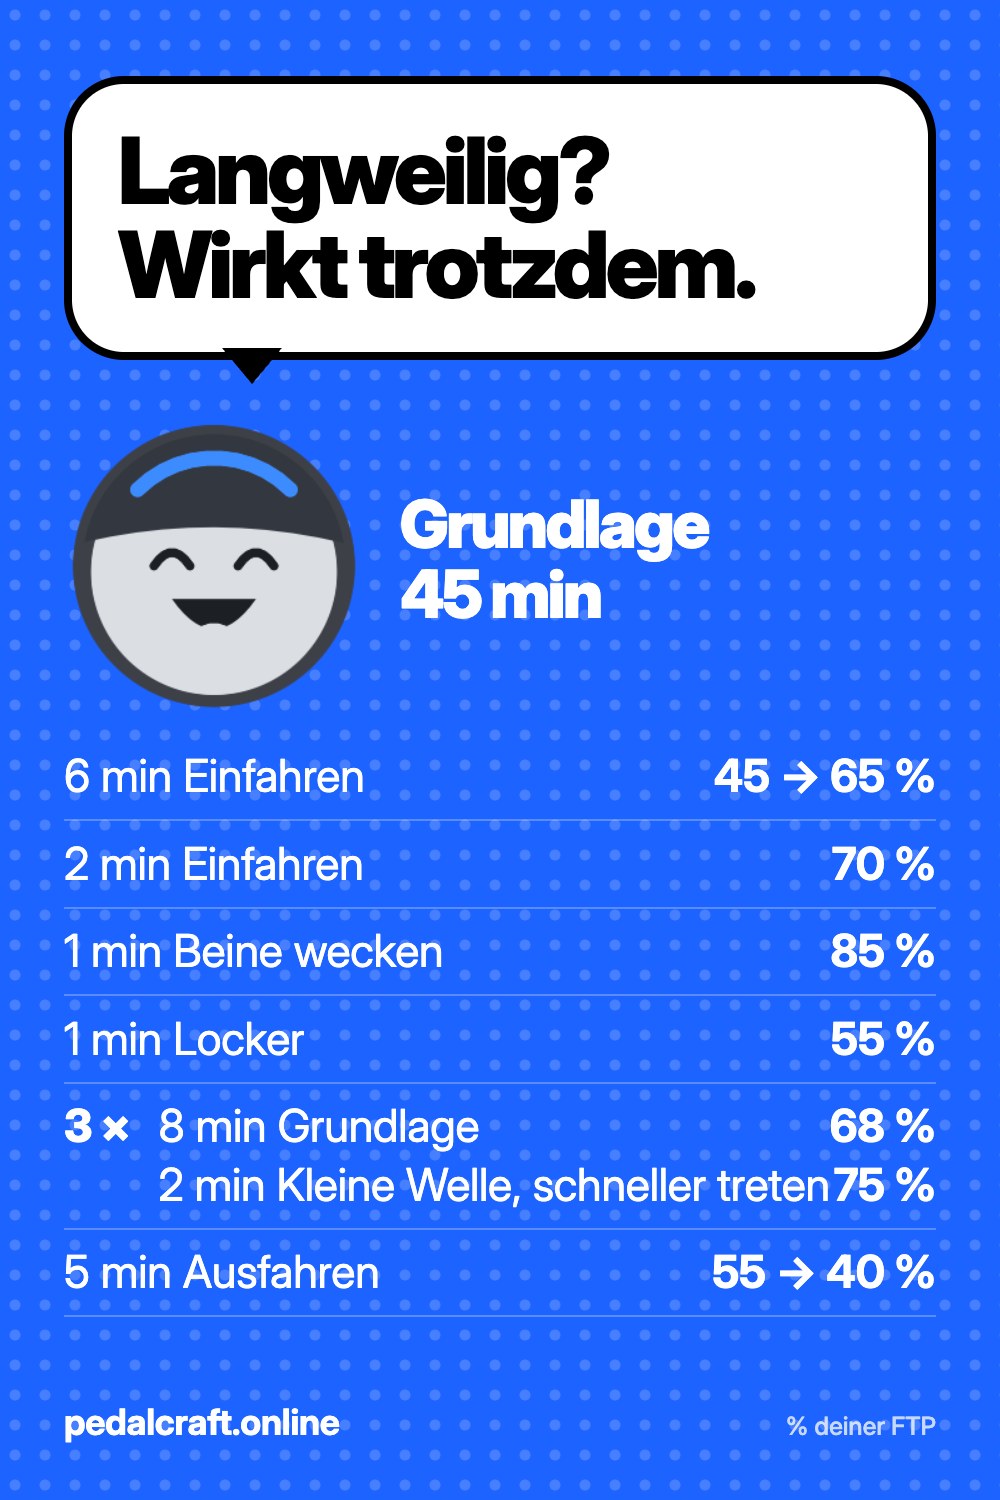 Langweilig?
Wirkt trotzdem.
Grundlage
45 min
6 min Einfahren 45 → 65 %
2 min Einfahren 70 %
1 min Beine wecken 85 %
1 min Locker 55 %
3 × 8 min Grundlage 68 %
2 min Kleine Welle, schneller treten 75 %
5 min Ausfahren 55 → 40 %
pedalcraft.online % deiner FTP